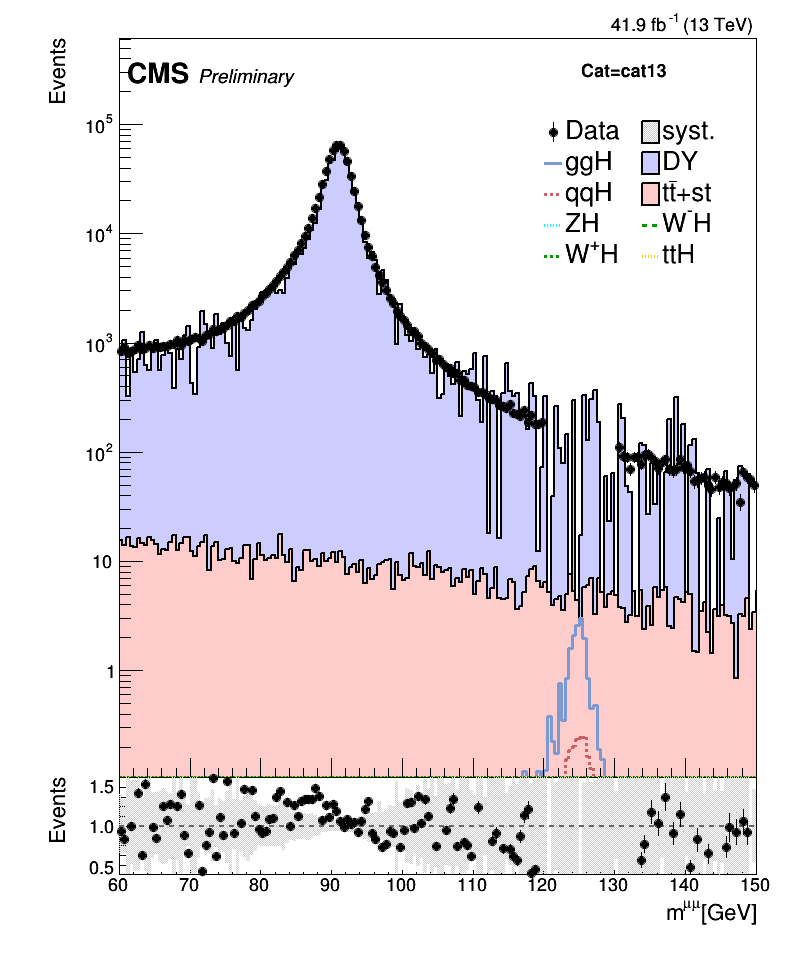 41.9 fb⁻¹ (13 TeV)
Events
CMS Preliminary
Cat=cat13
Data syst.
ggH DY
qqH tt̄+st
ZH W⁻H
W⁺H ttH
10⁵
10⁴
10³
10²
10
1
Events
1.5
1.0
0.5
60 70 80 90 100 110 120 130 140 150
m^μμ[GeV]